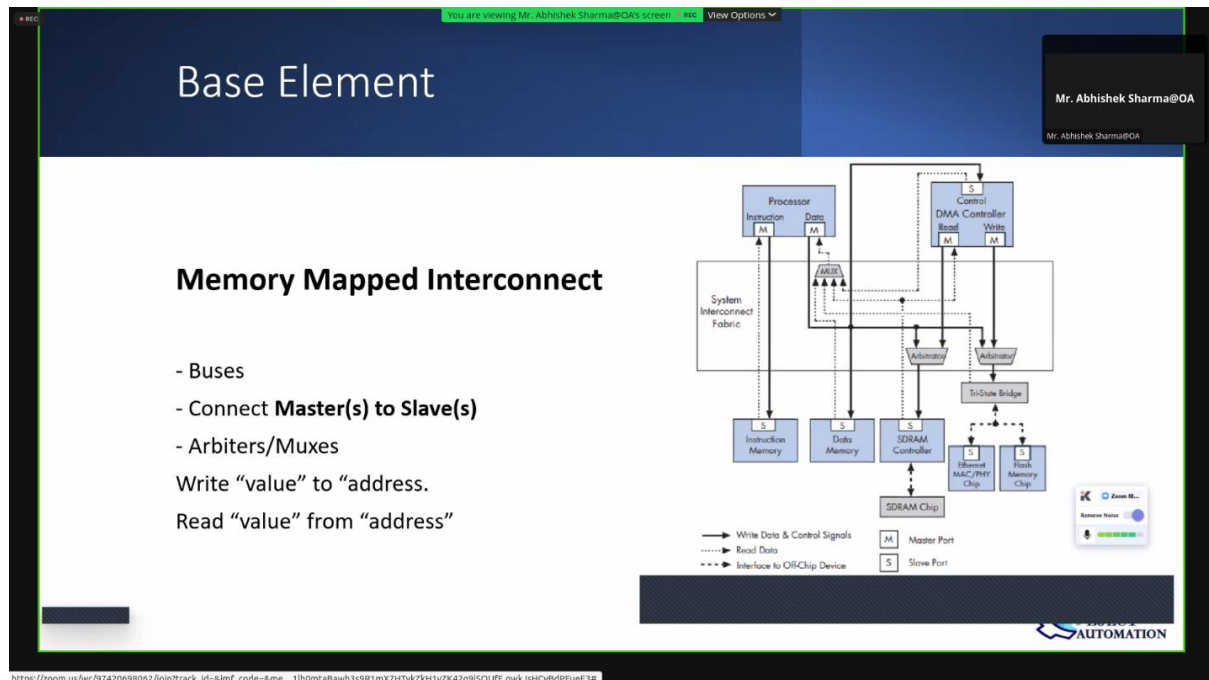 REC
You are viewing Mr. Abhishek Sharma@OA's screen REC View Options
Base Element
Mr. Abhishek Sharma@OA
Mr. Abhishek Sharma@OA
Memory Mapped Interconnect
- Buses
- Connect Master(s) to Slave(s)
- Arbiters/Muxes
Write “value” to “address.
Read “value” from “address”
Processor
Instruction Data
M M
S
Control
DMA Controller
Read Write
M M
MUX
System
Interconnect
Fabric
Arbitrator Arbitrator
Tri-State Bridge
S
Instruction
Memory
S
Data
Memory
S
SDRAM
Controller
S
Ethernet
MAC/PHY
Chip
S
Flash
Memory
Chip
SDRAM Chip
Write Data & Control Signals
Read Data
Interface to Off-Chip Device
M Master Port
S Slave Port
Zoom M...
Remove Noise
AUTOMATION